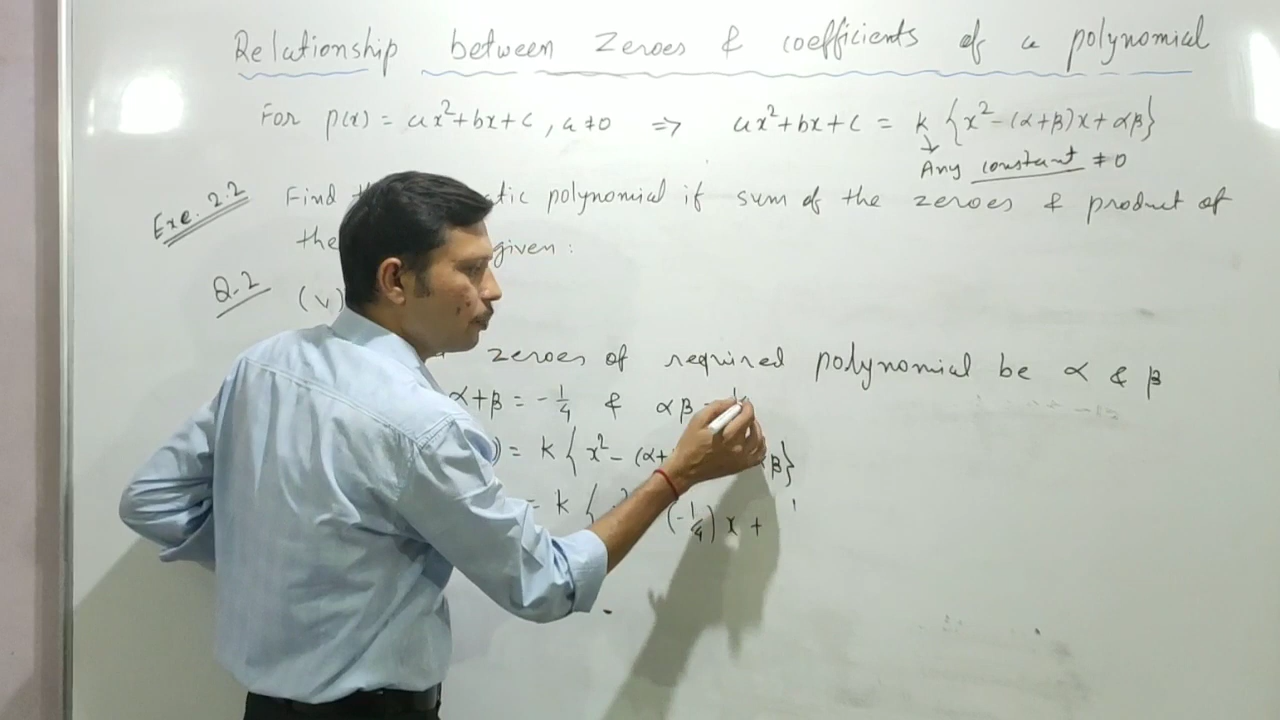 Relationship between Zeroes & coefficients of a polynomial
For p(x) = ax²+bx+c, a≠0 ⇒ ax²+bx+c = k {x²-(α+β)x+αβ}
Any constant ≠0
Exe. 2.2 Find tic polynomial if sum of the zeroes & product of
the given :
Q.2 (v)
zeroes of required polynomial be α & β
α+β = -1/4 & αβ =
) = k { x² - (α+ β}
= k { (-1/4) x +